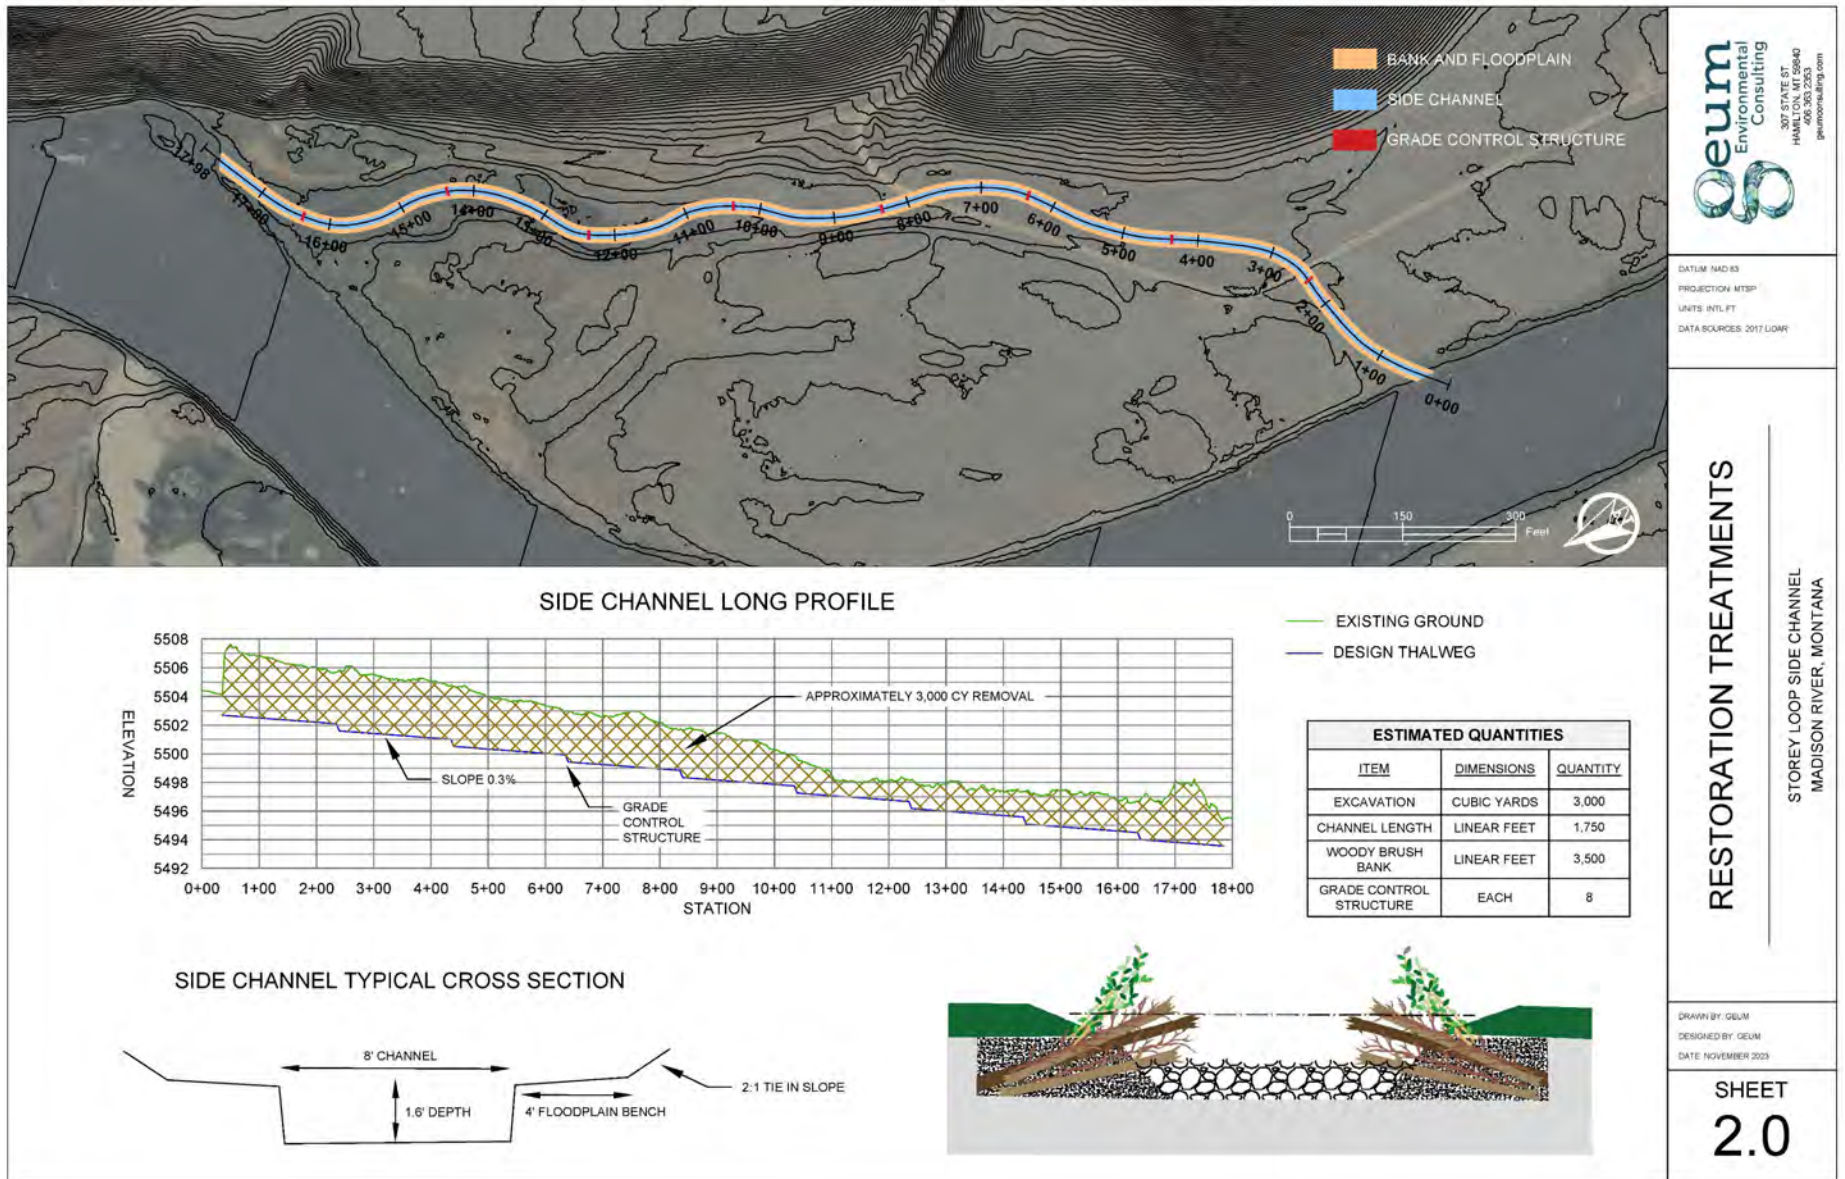 BANK AND FLOODPLAIN
SIDE CHANNEL
GRADE CONTROL STRUCTURE
17+98
17+00
16+00
15+00
14+00
13+00
12+00
11+00
10+00
9+00
8+00
7+00
6+00
5+00
4+00
3+00
2+00
1+00
0+00
0 150 300
Feet
geum
Environmental
Consulting
307 STATE ST
HAMILTON, MT 59840
406.363.2353
geumconsulting.com
DATUM: NAD 83
PROJECTION: MTSP
UNITS: INTL FT
DATA SOURCES: 2017 LiDAR
RESTORATION TREATMENTS
STOREY LOOP SIDE CHANNEL
MADISON RIVER, MONTANA
DRAWN BY: GEUM
DESIGNED BY: GEUM
DATE: NOVEMBER 2023
SHEET
2.0
SIDE CHANNEL LONG PROFILE
EXISTING GROUND
DESIGN THALWEG
ELEVATION
5508
5506
5504
5502
5500
5498
5496
5494
5492
APPROXIMATELY 3,000 CY REMOVAL
SLOPE 0.3%
GRADE
CONTROL
STRUCTURE
0+00 1+00 2+00 3+00 4+00 5+00 6+00 7+00 8+00 9+00 10+00 11+00 12+00 13+00 14+00 15+00 16+00 17+00 18+00
STATION
ESTIMATED QUANTITIES
ITEM DIMENSIONS QUANTITY
EXCAVATION CUBIC YARDS 3,000
CHANNEL LENGTH LINEAR FEET 1,750
WOODY BRUSH BANK LINEAR FEET 3,500
GRADE CONTROL STRUCTURE EACH 8
SIDE CHANNEL TYPICAL CROSS SECTION
8' CHANNEL
1.6' DEPTH
4' FLOODPLAIN BENCH
2:1 TIE IN SLOPE